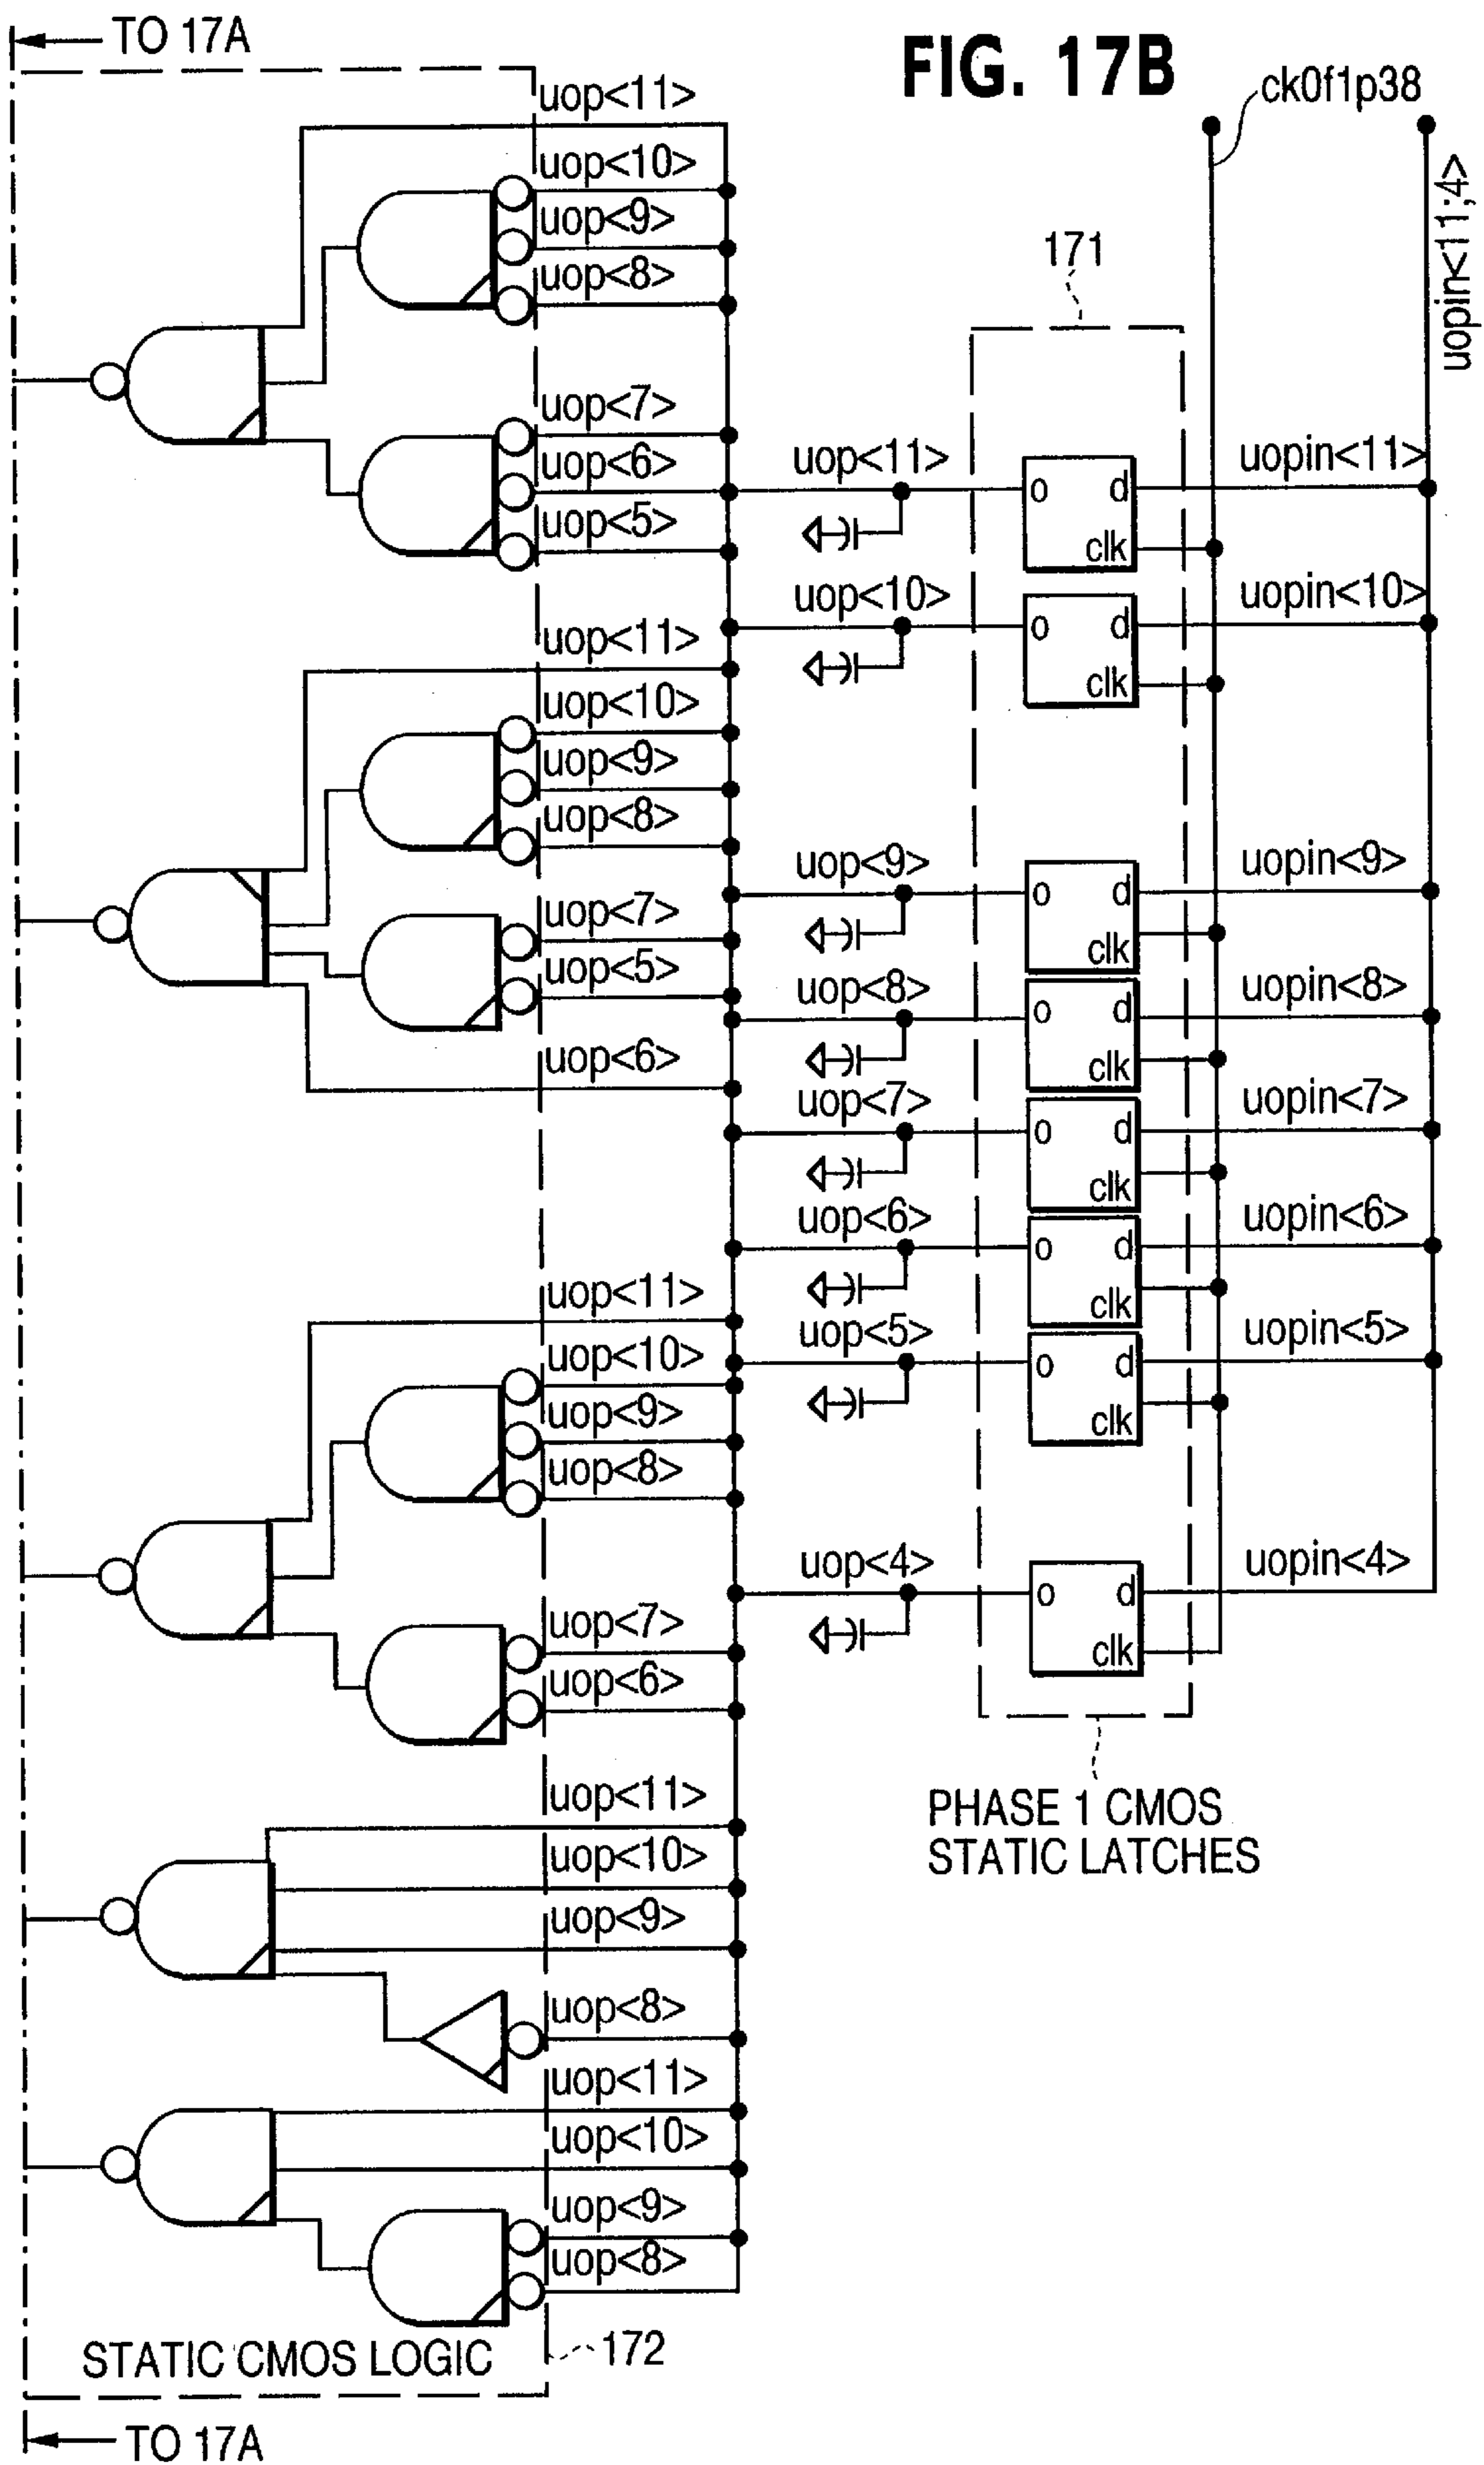 TO 17A
FIG. 17B
ck0f1p38
uopin<11;4>
uop<11>
uop<10>
uop<9>
uop<8>
uop<7>
uop<6>
uop<5>
uop<11>
uop<10>
uop<9>
uop<8>
uop<7>
uop<5>
uop<6>
uop<11>
uop<10>
uop<9>
uop<8>
uop<7>
uop<6>
uop<11>
uop<10>
uop<9>
uop<8>
uop<11>
uop<10>
uop<9>
uop<8>
STATIC CMOS LOGIC
172
TO 17A
171
uop<11>
o d
clk
uopin<11>
uop<10>
o d
clk
uopin<10>
uop<9>
o d
clk
uopin<9>
uop<8>
o d
clk
uopin<8>
uop<7>
o d
clk
uopin<7>
uop<6>
o d
clk
uopin<6>
uop<5>
o d
clk
uopin<5>
uop<4>
o d
clk
uopin<4>
PHASE 1 CMOS
STATIC LATCHES